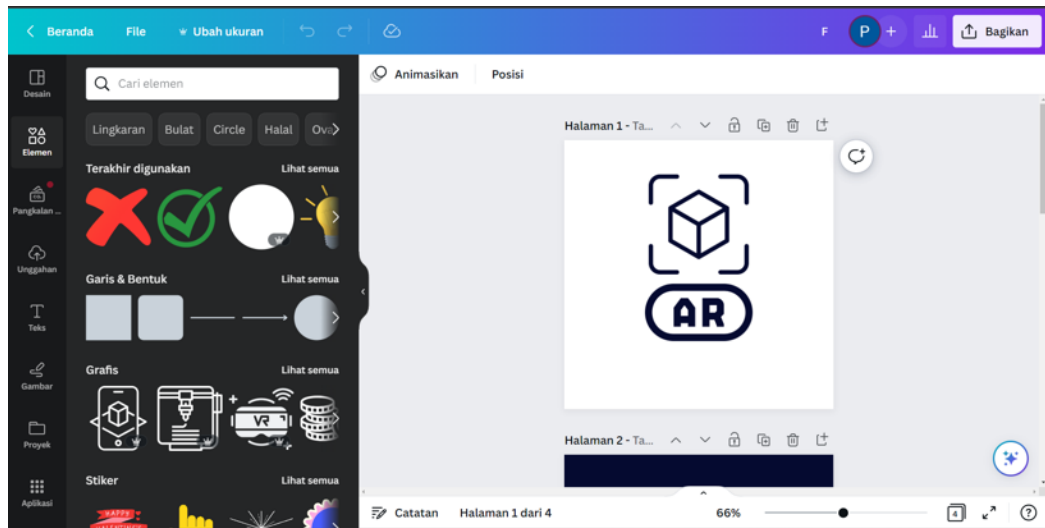 Beranda File Ubah ukuran F P + Bagikan
Desain
Elemen
Pangkalan ...
Unggahan
Teks
Gambar
Proyek
Aplikasi
Cari elemen
Lingkaran Bulat Circle Halal Ova
Terakhir digunakan Lihat semua
Garis & Bentuk Lihat semua
Grafis Lihat semua
VR
Stiker Lihat semua
HAPPY
Animasikan Posisi
Halaman 1 - Ta...
AR
Halaman 2 - Ta...
Catatan Halaman 1 dari 4 66% 4 ?